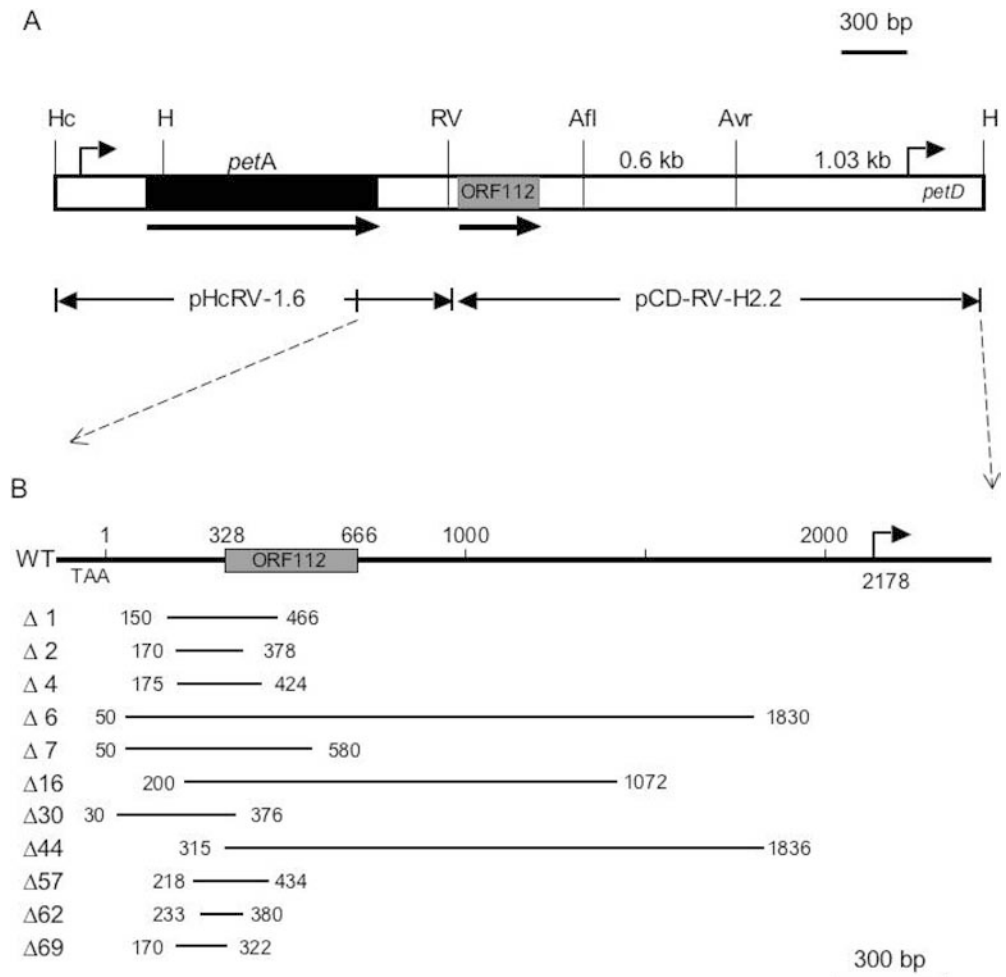 A
300 bp
Hc H RV Afl Avr H
petA 0.6 kb 1.03 kb
ORF112 petD
pHcRV-1.6 pCD-RV-H2.2
B
1 328 666 1000 2000
WT ORF112
TAA 2178
Δ 1 150 466
Δ 2 170 378
Δ 4 175 424
Δ 6 50 1830
Δ 7 50 580
Δ16 200 1072
Δ30 30 376
Δ44 315 1836
Δ57 218 434
Δ62 233 380
Δ69 170 322
300 bp